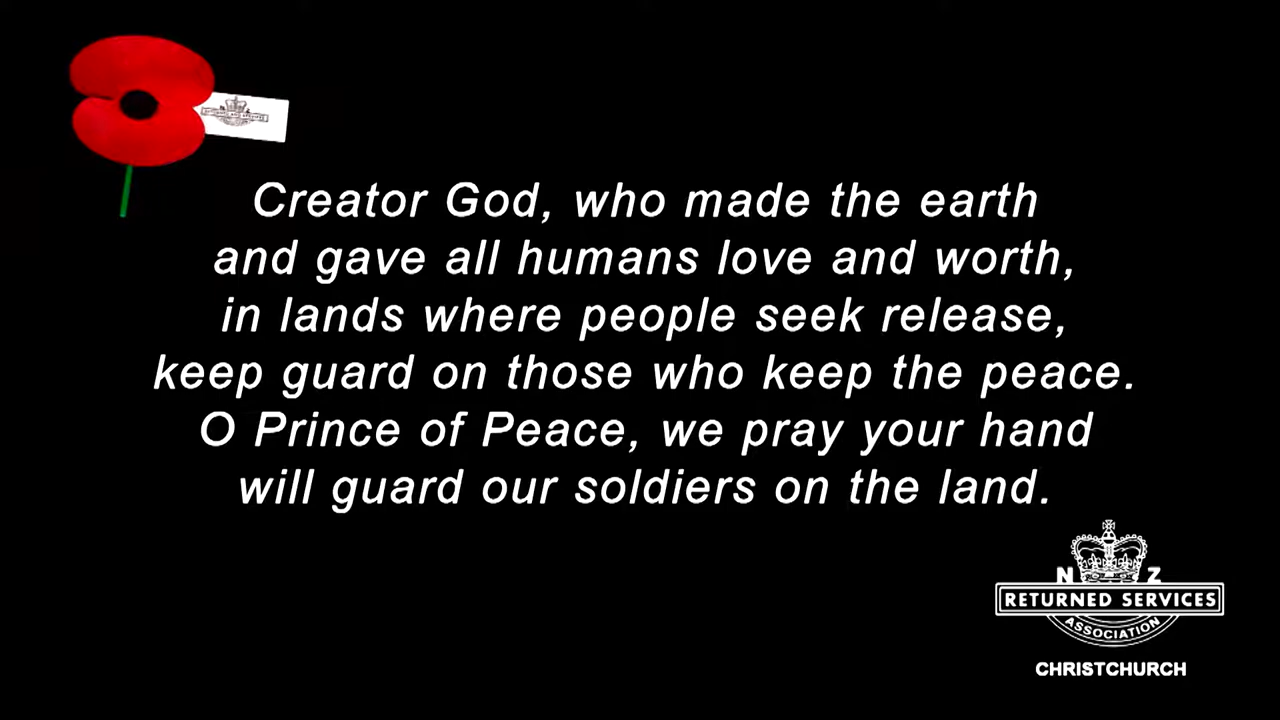 Creator God, who made the earth
and gave all humans love and worth,
in lands where people seek release,
keep guard on those who keep the peace.
O Prince of Peace, we pray your hand
will guard our soldiers on the land.
N Z
RETURNED SERVICES
ASSOCIATION
CHRISTCHURCH